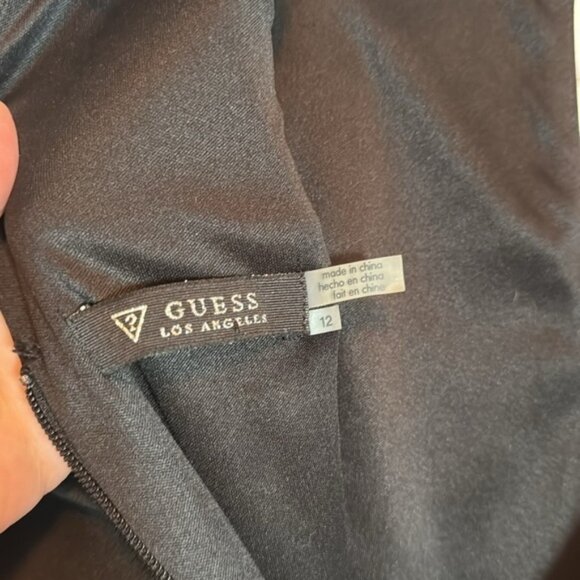 ?
GUESS
LOS ANGELES
made in china
hecho en china
fait en chine
12